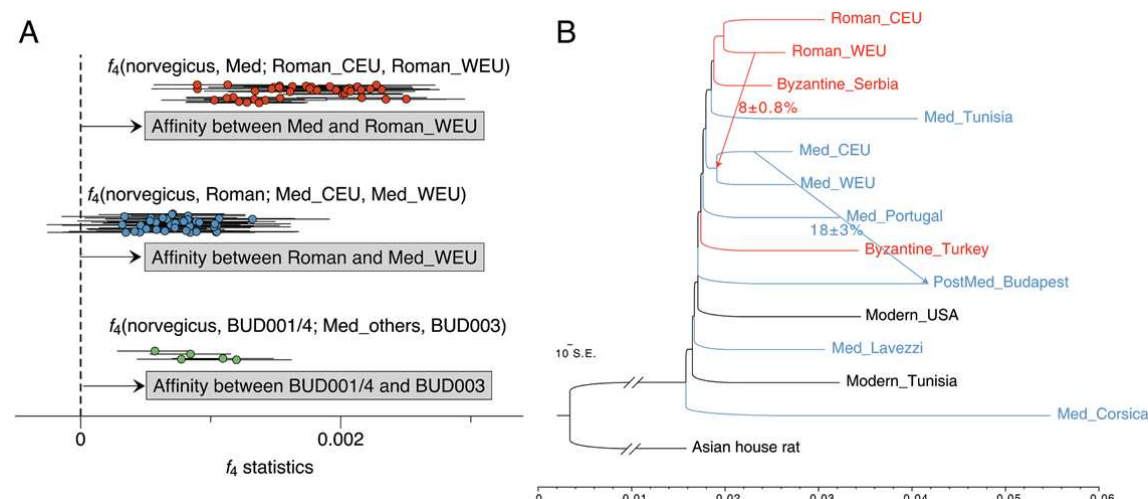 A
f4(norvegicus, Med; Roman_CEU, Roman_WEU)
Affinity between Med and Roman_WEU
f4(norvegicus, Roman; Med_CEU, Med_WEU)
Affinity between Roman and Med_WEU
f4(norvegicus, BUD001/4; Med_others, BUD003)
Affinity between BUD001/4 and BUD003
0
0.002
f4 statistics
B
Roman_CEU
Roman_WEU
Byzantine_Serbia
8±0.8%
Med_Tunisia
Med_CEU
Med_WEU
Med_Portugal
18±3%
Byzantine_Turkey
PostMed_Budapest
Modern_USA
Med_Lavezzi
10 S.E.
Modern_Tunisia
Med_Corsica
Asian house rat
0
0.01
0.02
0.03
0.04
0.05
0.06